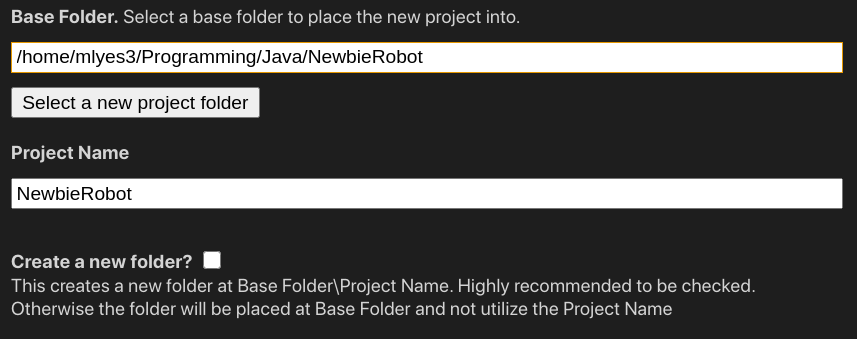 Base Folder. Select a base folder to place the new project into.
/home/mlyes3/Programming/Java/NewbieRobot
Select a new project folder
Project Name
NewbieRobot
Create a new folder?
This creates a new folder at Base Folder\Project Name. Highly recommended to be checked.
Otherwise the folder will be placed at Base Folder and not utilize the Project Name